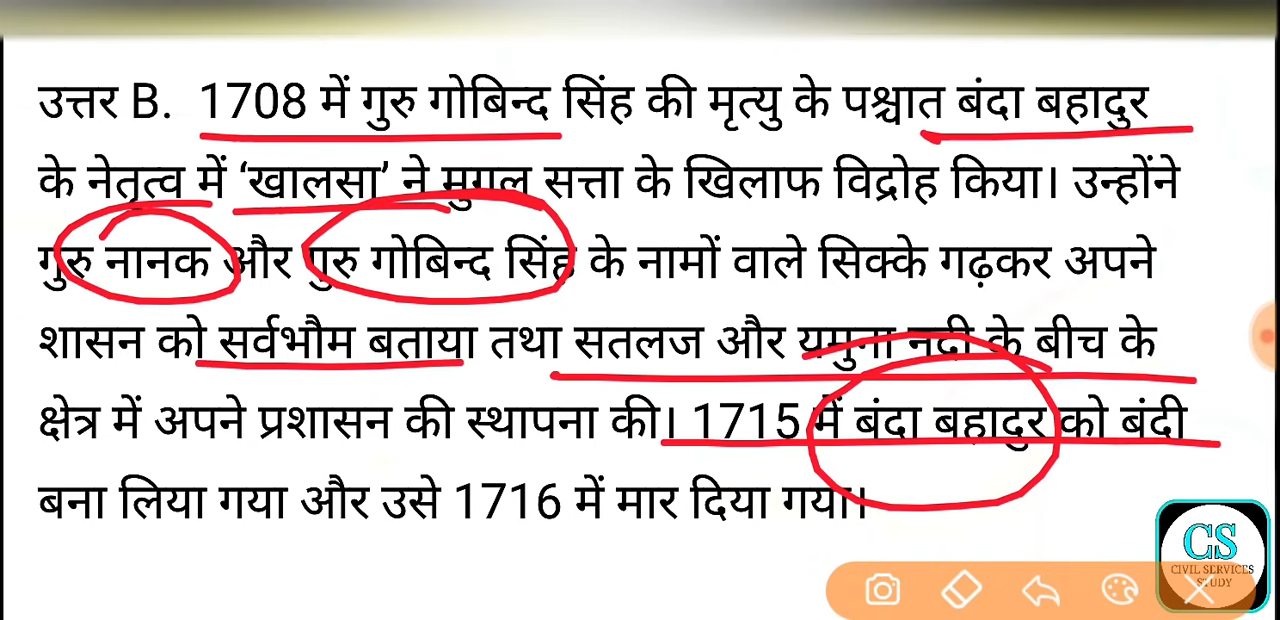 उत्तर B. 1708 में गुरु गोबिन्द सिंह की मृत्यु के पश्चात बंदा बहादुर
के नेतृत्व में ‘खालसा’ ने मुगल सत्ता के खिलाफ विद्रोह किया। उन्होंने
गुरु नानक और गुरु गोबिन्द सिंह के नामों वाले सिक्के गढ़कर अपने
शासन को सर्वभौम बताया तथा सतलज और यमुना नदी के बीच के
क्षेत्र में अपने प्रशासन की स्थापना की। 1715 में बंदा बहादुर को बंदी
बना लिया गया और उसे 1716 में मार दिया गया।
CS
CIVIL SERVICES
STUDY